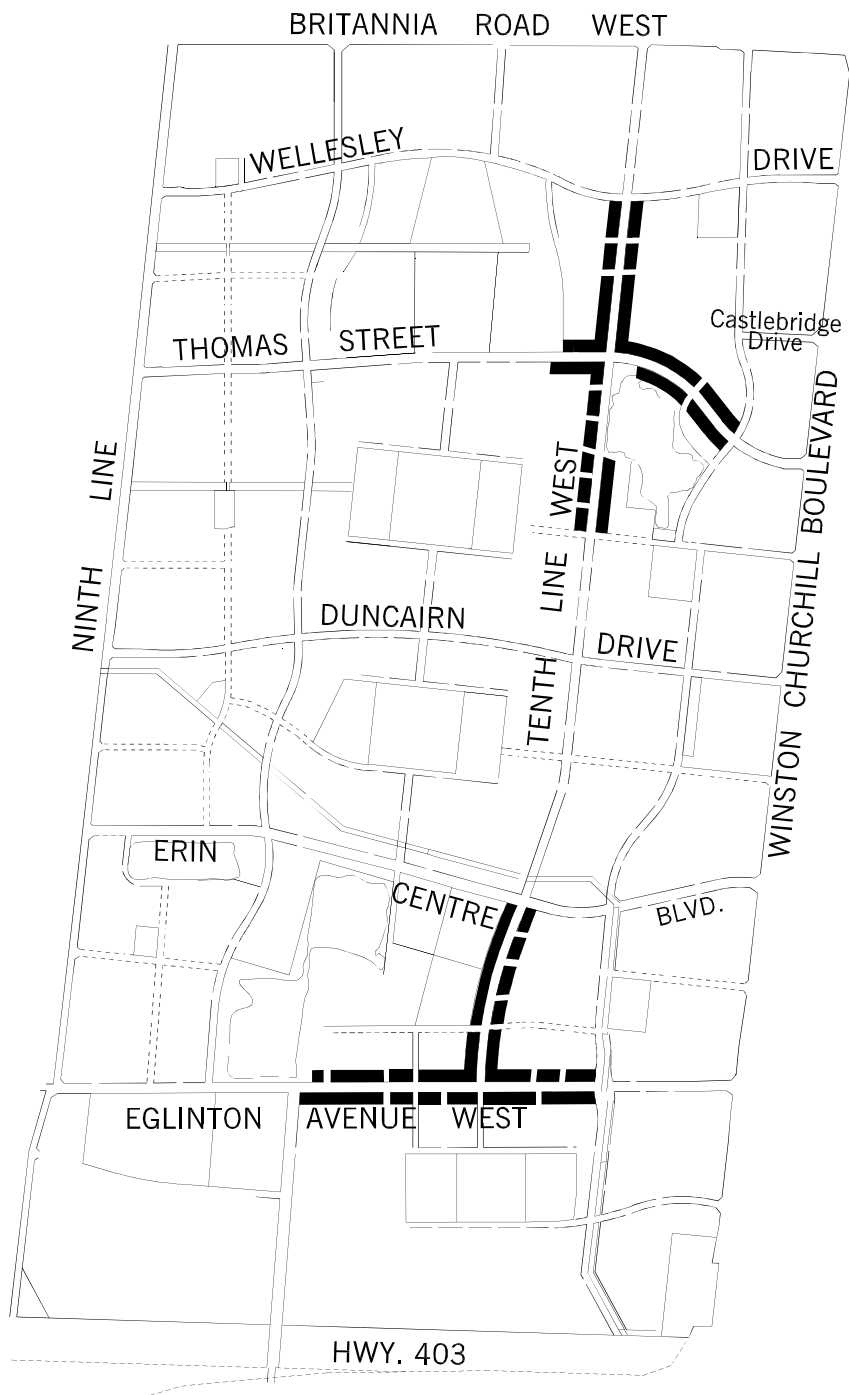 BRITANNIA ROAD WEST
WELLESLEY DRIVE
Castlebridge
Drive
THOMAS STREET
NINTH LINE
TENTH LINE WEST
WINSTON CHURCHILL BOULEVARD
DUNCAIRN DRIVE
ERIN CENTRE BLVD.
EGLINTON AVENUE WEST
HWY. 403